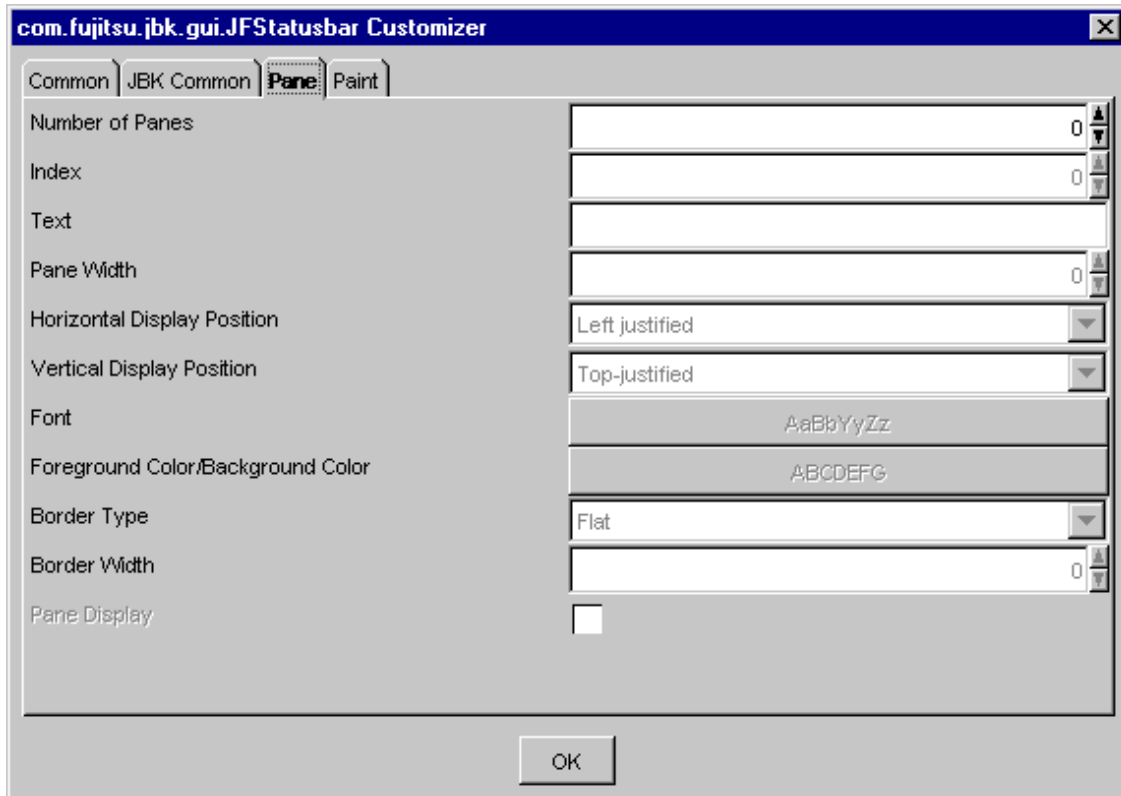 com.fujitsu.jbk.gui.JFStatusbar Customizer
Common JBK Common Pane Paint
Number of Panes 0
Index 0
Text
Pane Width 0
Horizontal Display Position Left justified
Vertical Display Position Top-justified
Font AaBbYyZz
Foreground Color/Background Color ABCDEFG
Border Type Flat
Border Width 0
Pane Display
OK